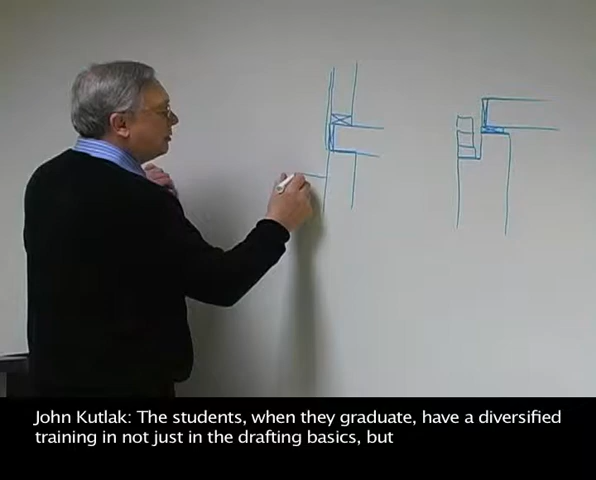 John Kutlak: The students, when they graduate, have a diversified
training in not just in the drafting basics, but